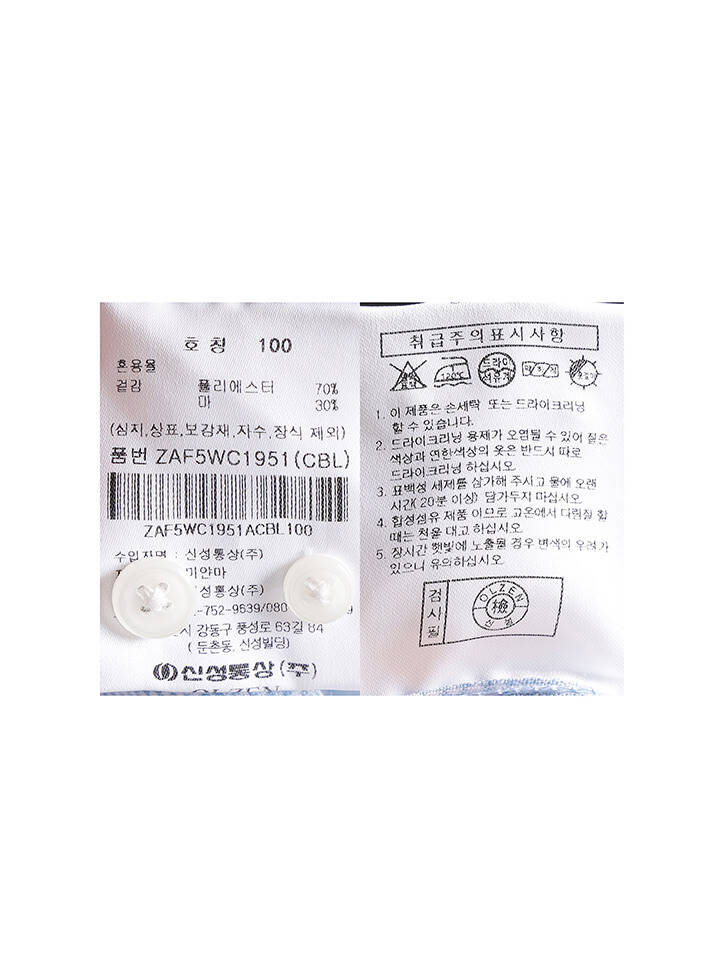 호 칭 100
혼용율
겉감 폴리에스터 70%
마 30%
(심지,상표,보강재,자수,장식 제외)
품번 ZAF5WC1951(CBL)
ZAF5WC1951ACBL100
수입자명 : 신성통상(주)
미얀마
성통상(주)
-752-9639/080
시 강동구 풍성로 63길 84
( 둔촌동, 신성빌딩)
신성통상(주)
OLZEN
취급주의표시사항
120℃
드라이
석유계
1. 이 제품은 손세탁 또는 드라이크리닝
할 수 있습니다.
2. 드라이크리닝 용제가 오염될 수 있어 짙은
색상과 연한색상의 옷은 반드시 따로
드라이크리닝 하십시오.
3. 표백성 세제를 삼가해 주시고 물에 오랜
시간(20분 이상) 담가두지 마십시오.
4. 합성섬유 제품 이므로 고온에서 다림질 할
때는 천을 대고 하십시오.
5. 장시간 햇빛에 노출될 경우 변색의 우려가
있으니 유의하십시오.
검사필
OLZEN
檢
신성